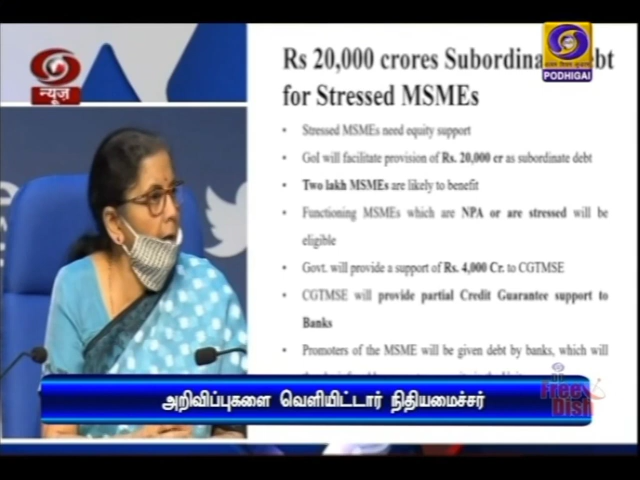 Rs 20,000 crores Subordinate Debt
for Stressed MSMEs
PODHIGAI
நியூஸ்
• Stressed MSMEs need equity support
• GoI will facilitate provision of Rs. 20,000 cr as subordinate debt
• Two lakh MSMEs are likely to benefit
• Functioning MSMEs which are NPA or are stressed will be
eligible
• Govt. will provide a support of Rs. 4,000 Cr. to CGTMSE
• CGTMSE will provide partial Credit Guarantee support to
Banks
• Promoters of the MSME will be given debt by banks, which will
அறிவிப்புகளை வெளியிட்டார் நிதியமைச்சர்
Free
Dish